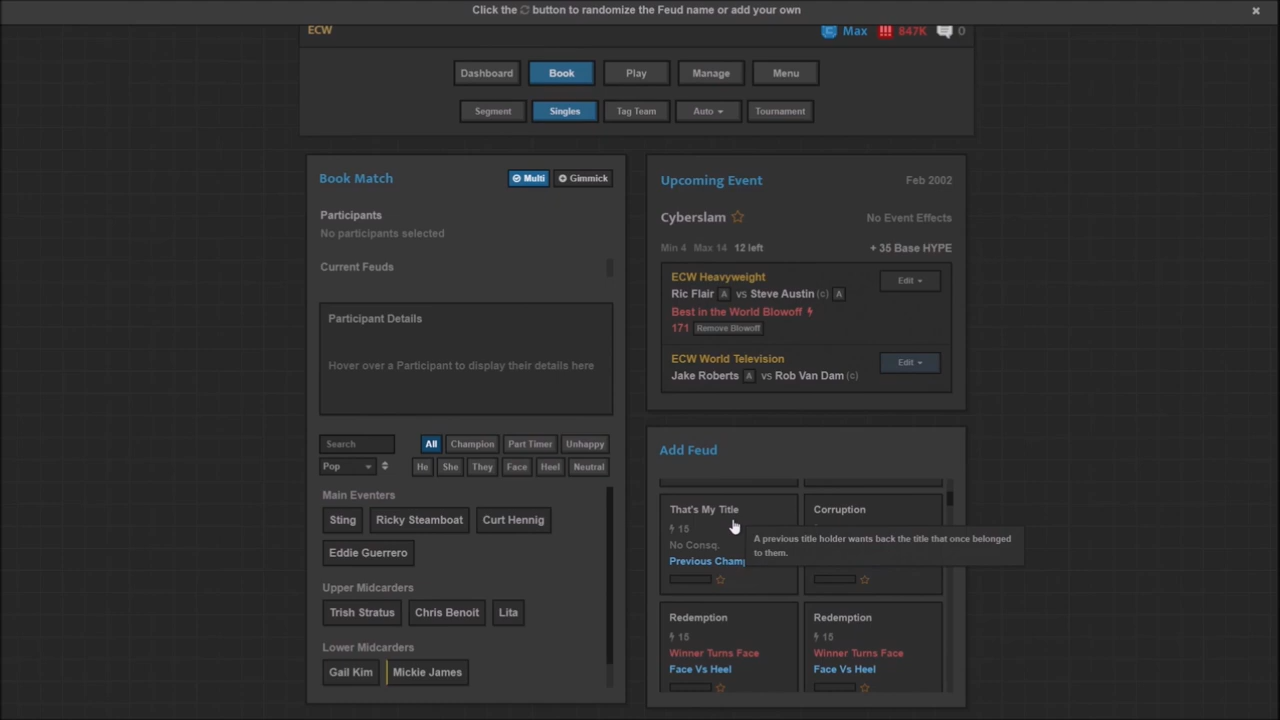 Click the button to randomize the Feud name or add your own
ECW
Max 847K 0
Dashboard Book Play Manage Menu
Segment Singles Tag Team Auto Tournament
Book Match Multi Gimmick
Participants
No participants selected
Current Feuds
Participant Details
Hover over a Participant to display their details here
Search All Champion Part Timer Unhappy
Pop He She They Face Heel Neutral
Main Eventers
Sting Ricky Steamboat Curt Hennig
Eddie Guerrero
Upper Midcarders
Trish Stratus Chris Benoit Lita
Lower Midcarders
Gail Kim Mickie James
Upcoming Event Feb 2002
Cyberslam No Event Effects
Min 4 Max 14 12 left + 35 Base HYPE
ECW Heavyweight Edit
Ric Flair A vs Steve Austin (c) A
Best in the World Blowoff
171 Remove Blowoff
ECW World Television Edit
Jake Roberts A vs Rob Van Dam (c)
Add Feud
That's My Title Corruption
15
No Consq.
Previous Champ
A previous title holder wants back the title that once belonged
to them.
Redemption Redemption
15 15
Winner Turns Face Winner Turns Face
Face Vs Heel Face Vs Heel